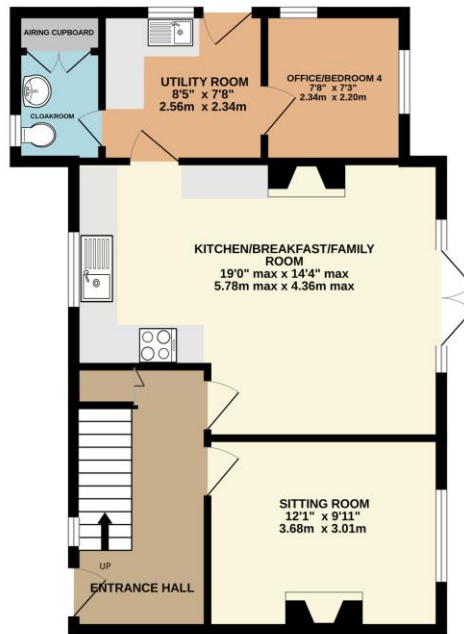 AIRING CUPBOARD
CLOAKROOM
UTILITY ROOM
8'5" x 7'8"
2.56m x 2.34m
OFFICE/BEDROOM 4
7'8" x 7'3"
2.34m x 2.20m
KITCHEN/BREAKFAST/FAMILY
ROOM
19'0" max x 14'4" max
5.78m max x 4.36m max
SITTING ROOM
12'1" x 9'11"
3.68m x 3.01m
UP
ENTRANCE HALL